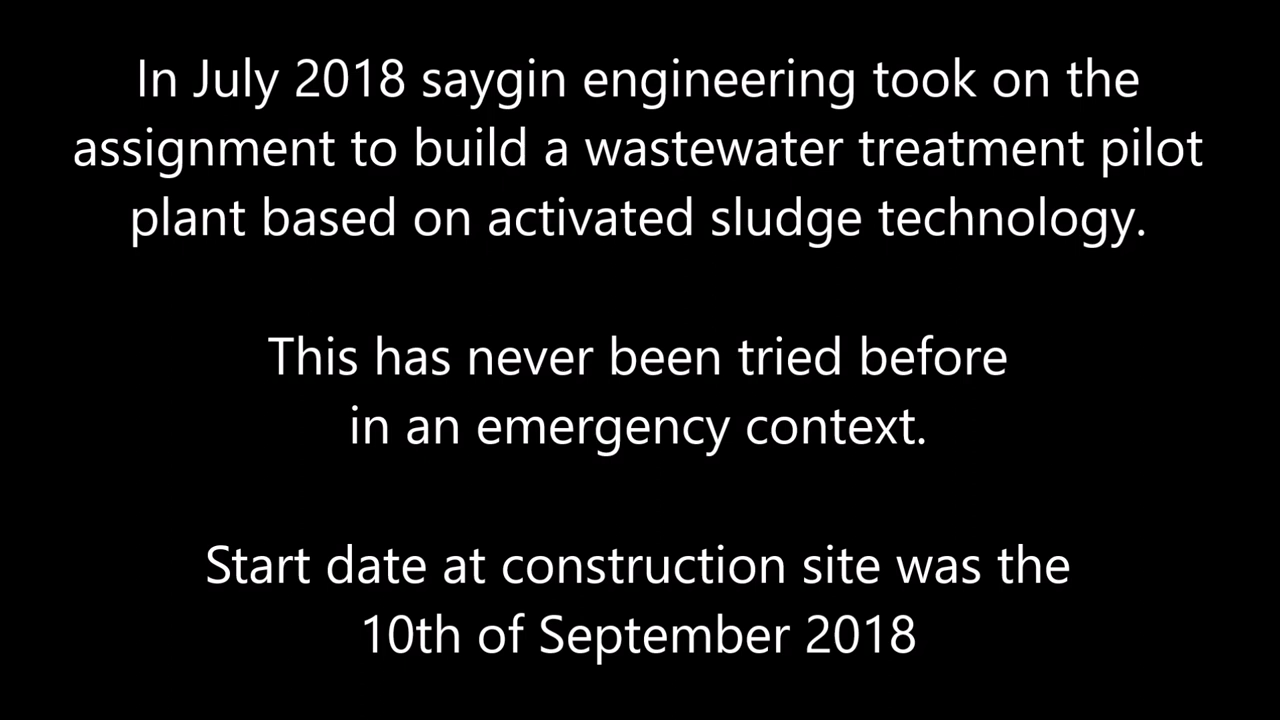 In July 2018 saygin engineering took on the
assignment to build a wastewater treatment pilot
plant based on activated sludge technology.
This has never been tried before
in an emergency context.
Start date at construction site was the
10th of September 2018